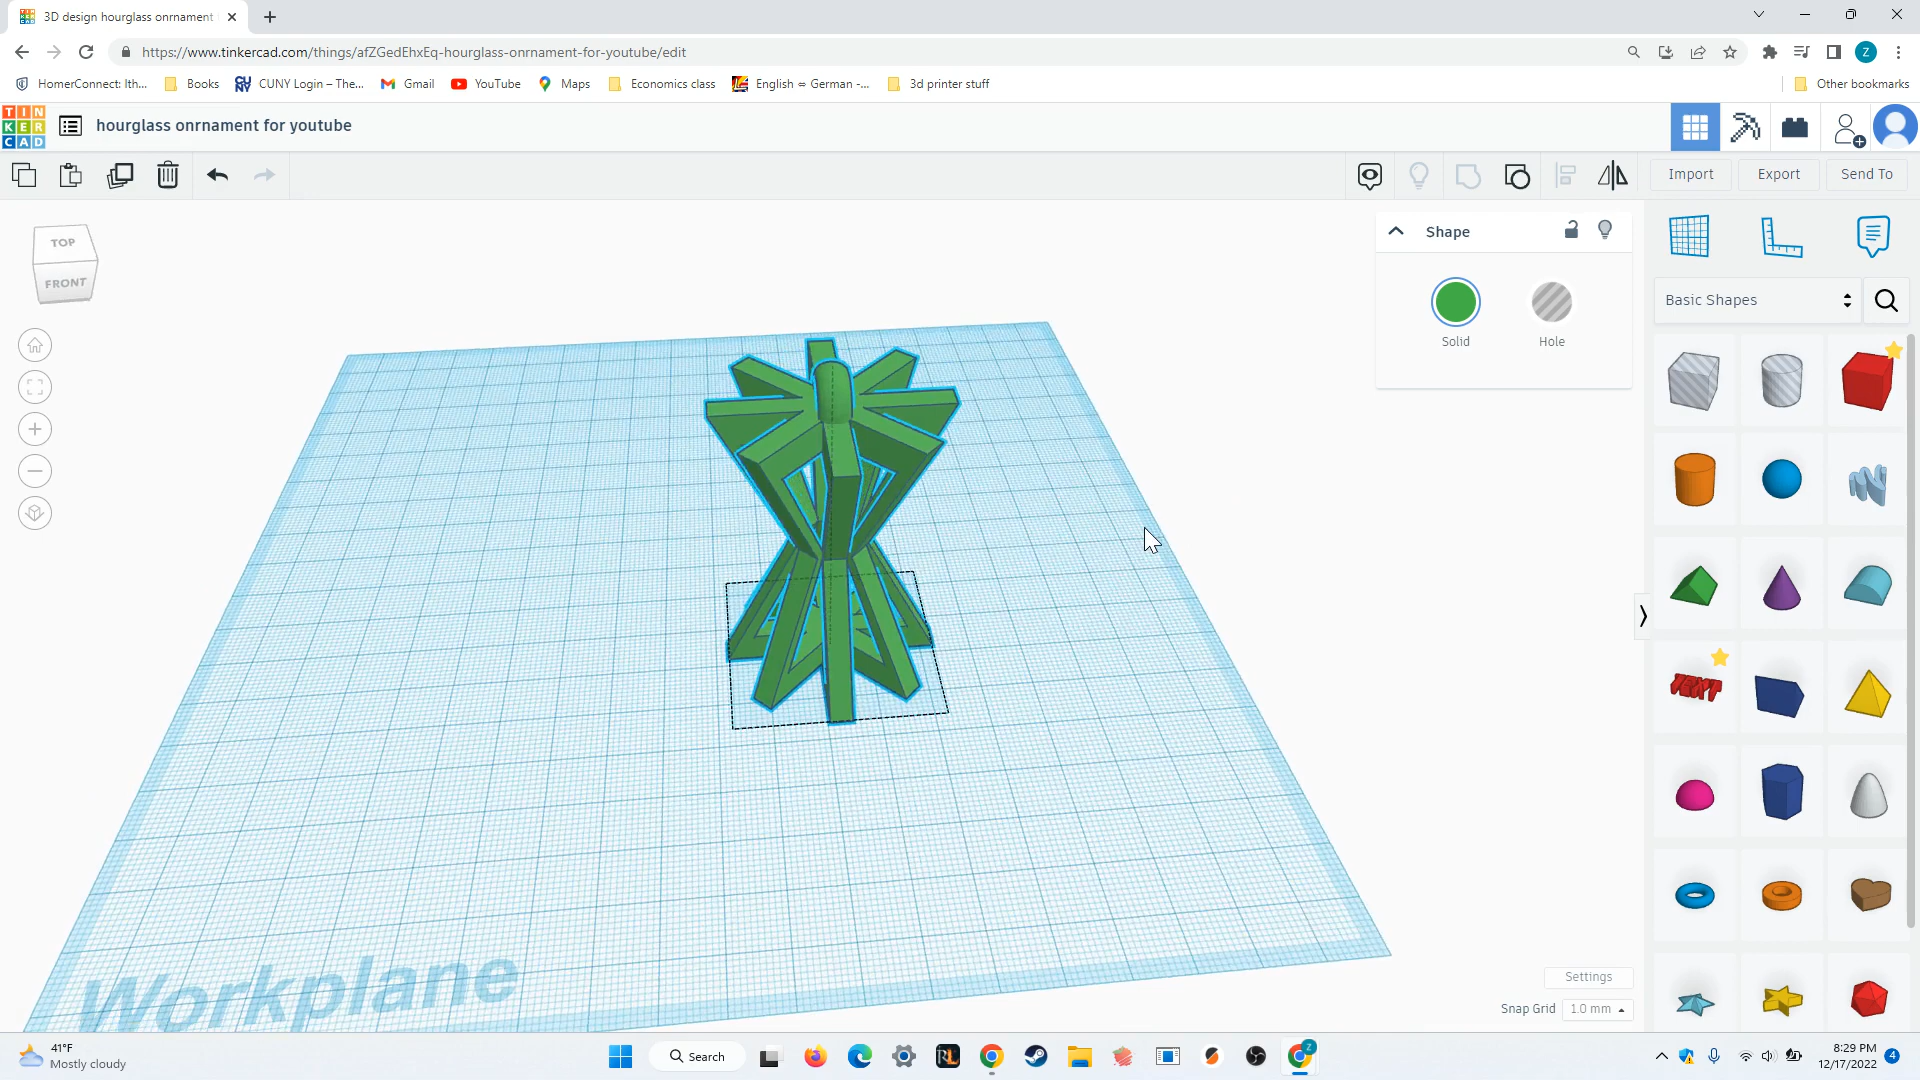 3D design hourglass onrnament
https://www.tinkercad.com/things/afZGedEhxEq-hourglass-onrnament-for-youtube/edit
Z
HomerConnect: Ith...
Books
CUNY Login – The...
Gmail
YouTube
Maps
Economics class
English ⇔ German -...
3d printer stuff
Other bookmarks
TIN
KER
CAD
hourglass onrnament for youtube
Import
Export
Send To
TOP
FRONT
Shape
Solid
Hole
Basic Shapes
TEXT
Workplane
Settings
Snap Grid
1.0 mm
41°F
Mostly cloudy
Search
RL
Z
8:29 PM
12/17/2022
4